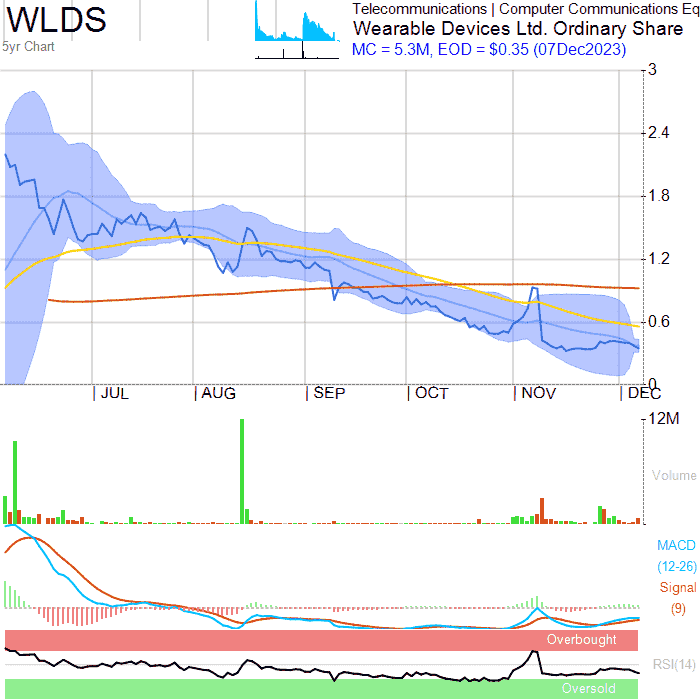 WLDS
5yr Chart
Telecommunications | Computer Communications Eq
Wearable Devices Ltd. Ordinary Share
MC = 5.3M, EOD = $0.35 (07Dec2023)
3
2.4
1.8
1.2
0.6
0
JUL AUG SEP OCT NOV DEC
12M
Volume
MACD
(12-26)
Signal
(9)
Overbought
RSI(14)
Oversold